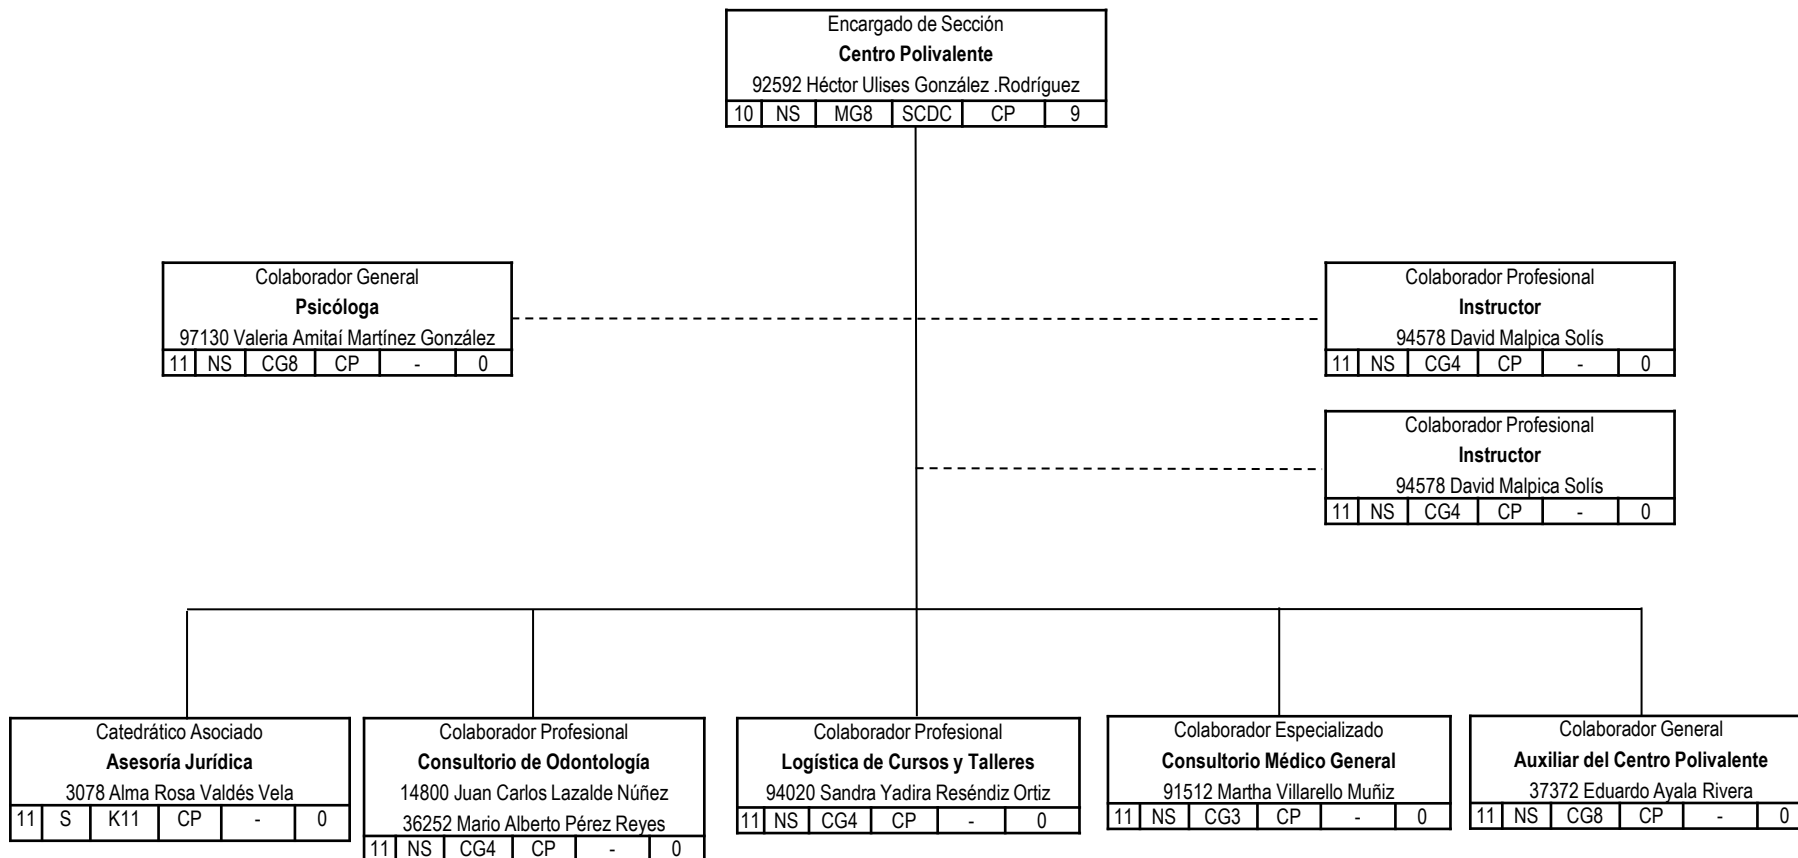 Encargado de Sección
Centro Polivalente
92592 Héctor Ulises González .Rodríguez
10 NS MG8 SCDC CP 9
Colaborador General
Psicóloga
97130 Valeria Amitaí Martínez González
11 NS CG8 CP - 0
Colaborador Profesional
Instructor
94578 David Malpica Solís
11 NS CG4 CP - 0
Colaborador Profesional
Instructor
94578 David Malpica Solís
11 NS CG4 CP - 0
Catedrático Asociado
Asesoría Jurídica
3078 Alma Rosa Valdés Vela
11 S K11 CP - 0
Colaborador Profesional
Consultorio de Odontología
14800 Juan Carlos Lazalde Núñez
36252 Mario Alberto Pérez Reyes
11 NS CG4 CP - 0
Colaborador Profesional
Logística de Cursos y Talleres
94020 Sandra Yadira Reséndiz Ortiz
11 NS CG4 CP - 0
Colaborador Especializado
Consultorio Médico General
91512 Martha Villarello Muñiz
11 NS CG3 CP - 0
Colaborador General
Auxiliar del Centro Polivalente
37372 Eduardo Ayala Rivera
11 NS CG8 CP - 0